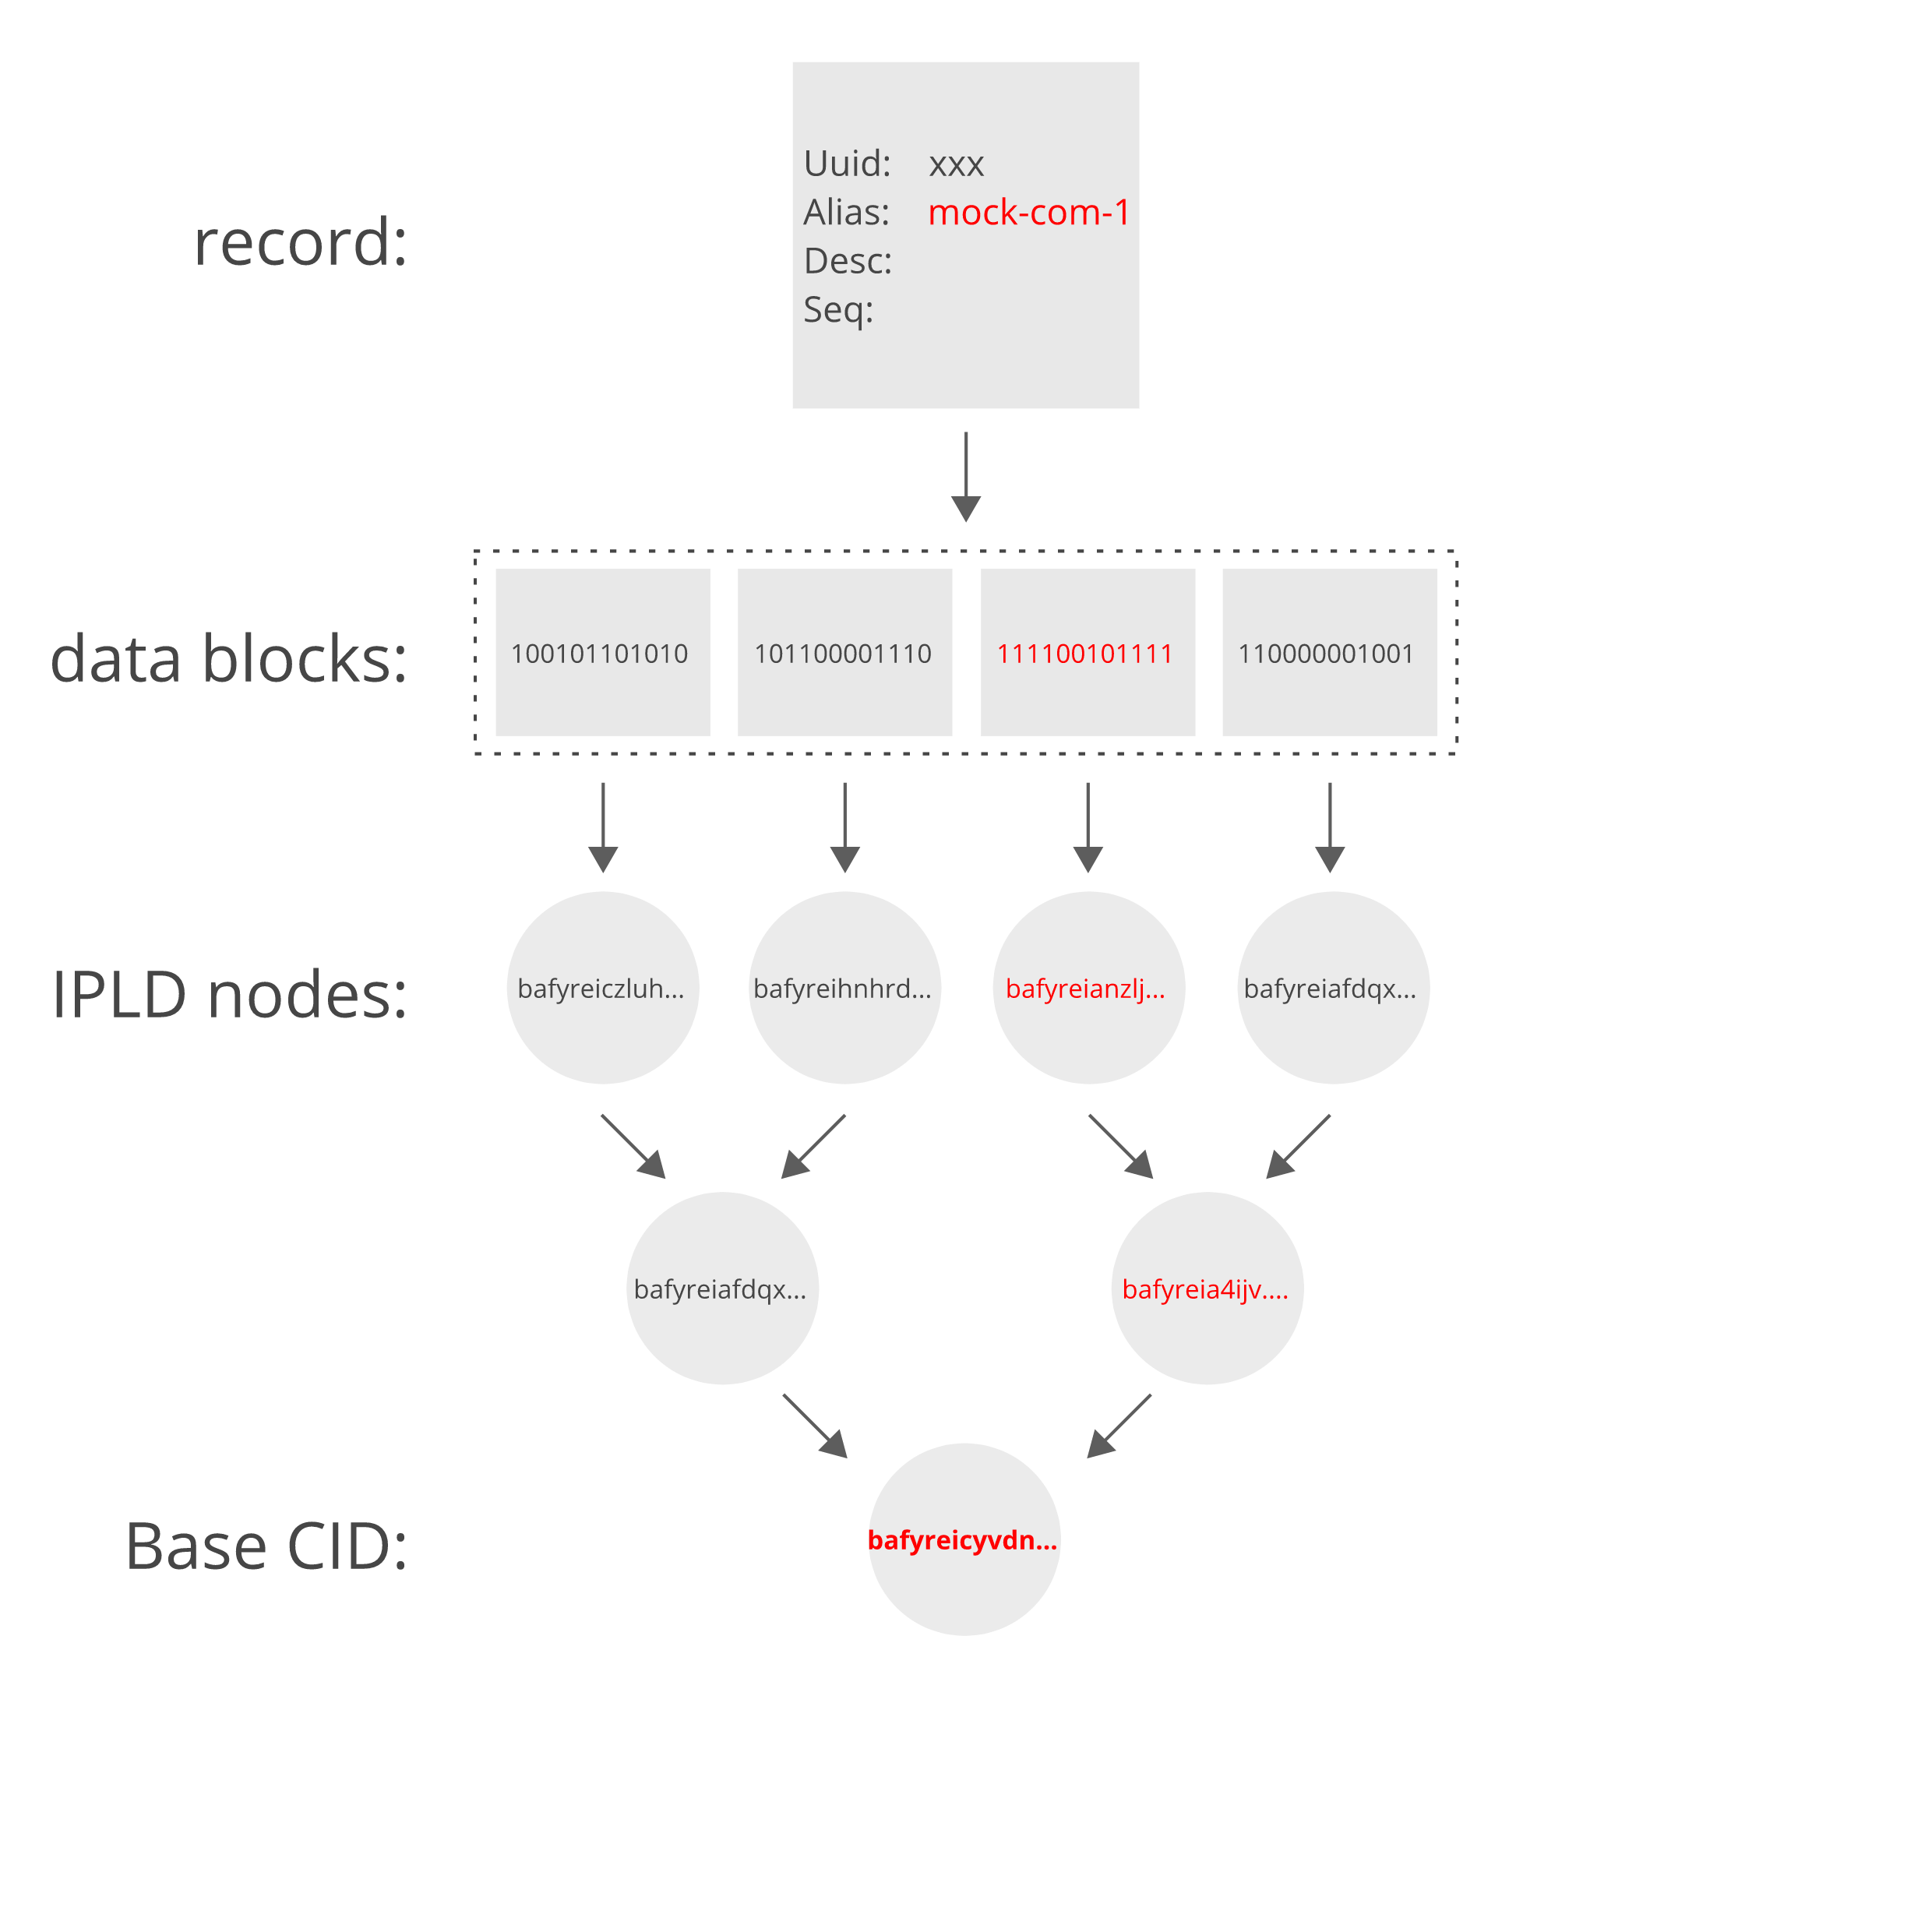 record:
Uuid: xxx
Alias: mock-com-1
Desc:
Seq:
data blocks:
100101101010 101100001110 111100101111 110000001001
IPLD nodes:
bafyreiczluh... bafyreihnhrd... bafyreianzlj... bafyreiafdqx...
bafyreiafdqx... bafyreia4ijv....
Base CID:
bafyreicyvdn...